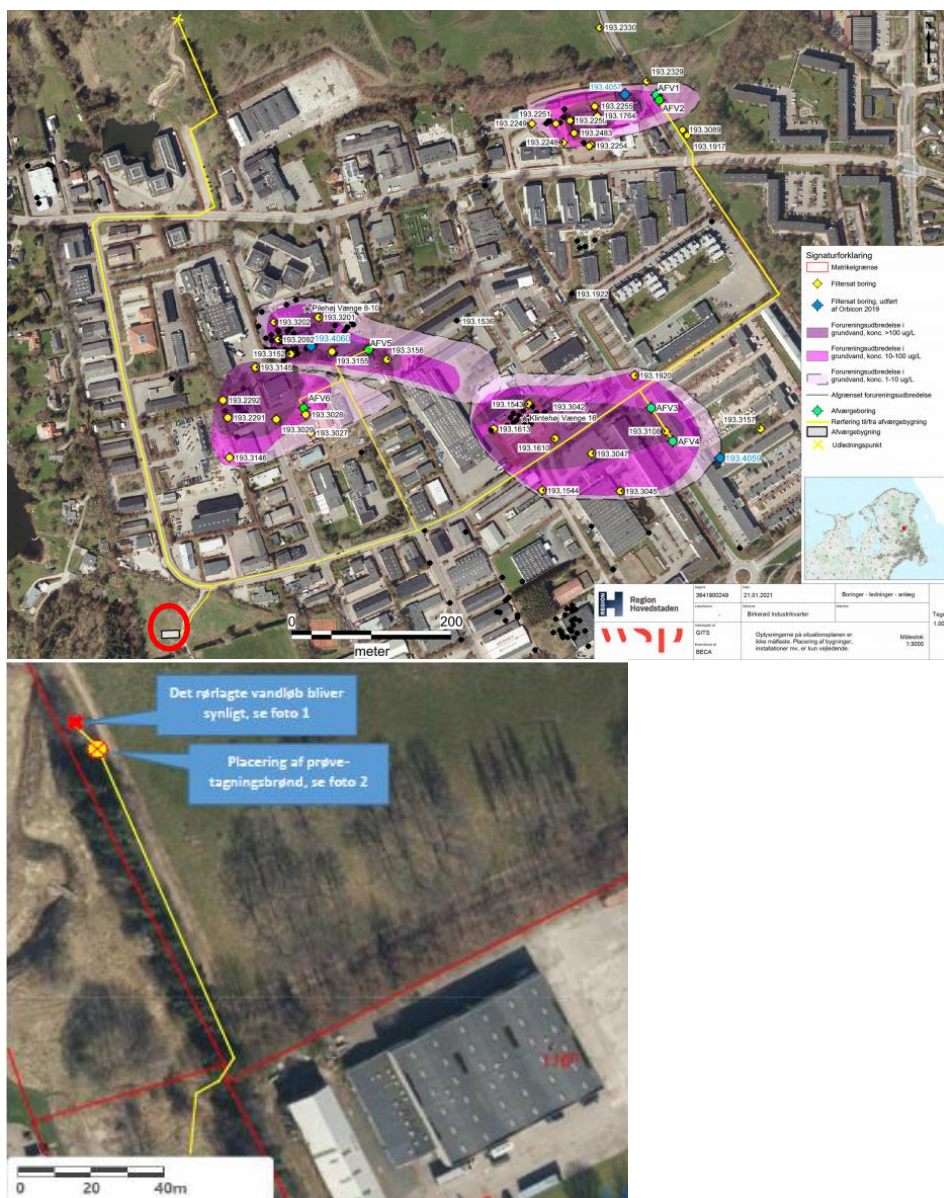 193.2330
193.2329
193.4057
AFV1
AFV2
193.2255
193.1764
193.2251
193.2249
193.2250
193.2483
193.2248
193.2254
193.3089
193.1917
193.1922
193.1536
Pilehøj Vænge 8-10
193.3202
193.3201
193.2092
193.4060
AFV5
193.3152
193.3155
193.3156
193.3145
193.2292
AFV6
193.3028
193.2291
193.3029
193.3027
193.3146
193.1920
193.1543
193.3042
Klintehøj Vænge 16
193.1613
193.1610
AFV3
193.3108
AFV4
193.3157
193.3047
193.4059
193.1544
193.3045
Signaturforklaring
Matrikelgrænse
Filtersat boring
Filtersat boring, udført
af Orbicon 2019
Forureningsudbredelse i
grundvand, konc. >100 ug/L
Forureningsudbredelse i
grundvand, konc. 10-100 ug/L
Forureningsudbredelse i
grundvand, konc. 1-10 ug/L
Afgrænset forureningsudbredelse
Afværgeboring
Rørføring til/fra afværgebygning
Afværgebygning
Udledningspunkt
0 200
meter
REGION
H
Region
Hovedstaden
wsp
3641900249
21.01.2021
Boringer - ledninger - anlæg
Birkerød Industrikvarter
GITS
BECA
Oplysningerne på situationsplanen er
ikke målfaste. Placering af bygninger,
installationer mv. er kun vejledende.
Målestok
1:3000
Det rørlagte vandløb bliver
synligt, se foto 1
Placering af prøve-
tagningsbrønd, se foto 2
0 20 40m